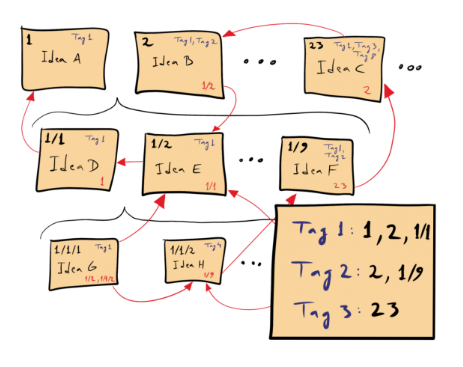 1 Tag 1
Idea A
2 Tag 1, Tag 2
Idea B
1/2
23 Tag 1, Tag 3,
Tag 8
Idea C
2
1/1 Tag 1
Idea D
1
1/2 Tag 1
Idea E
1/1
1/9 Tag 1,
Tag 2
Idea F
23
1/1/1 Tag 1
Idea G
1/2, 1/1/2
1/1/2 Tag 4
Idea H
1/9
Tag 1: 1, 2, 1/1
Tag 2: 2, 1/9
Tag 3: 23